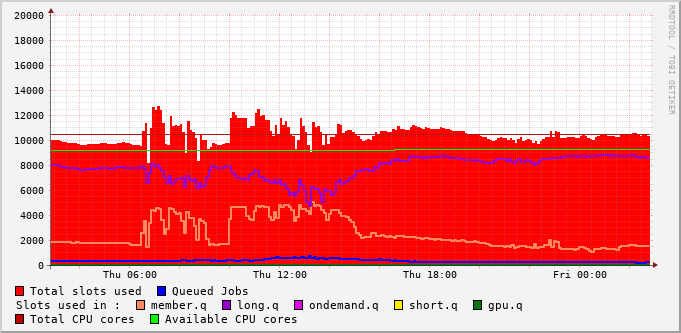 20000
18000
16000
14000
12000
10000
8000
6000
4000
2000
0
Thu 06:00 Thu 12:00 Thu 18:00 Fri 00:00
RRDTOOL / TOBI OETIKER
Total slots used Queued Jobs
Slots used in : member.q long.q ondemand.q short.q gpu.q
Total CPU cores Available CPU cores